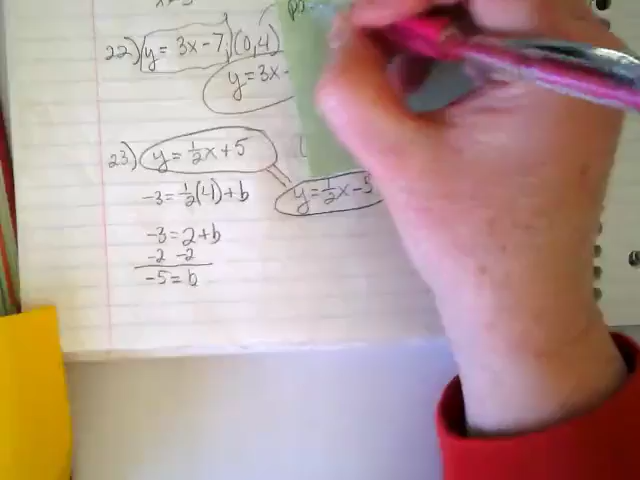 22) y = 3x - 7, (0,4)
y = 3x -
23) y = 1/2x + 5
-3 = 1/2(4) + b
y = 1/2x - 5
-3 = 2 + b
-2 -2
-5 = b